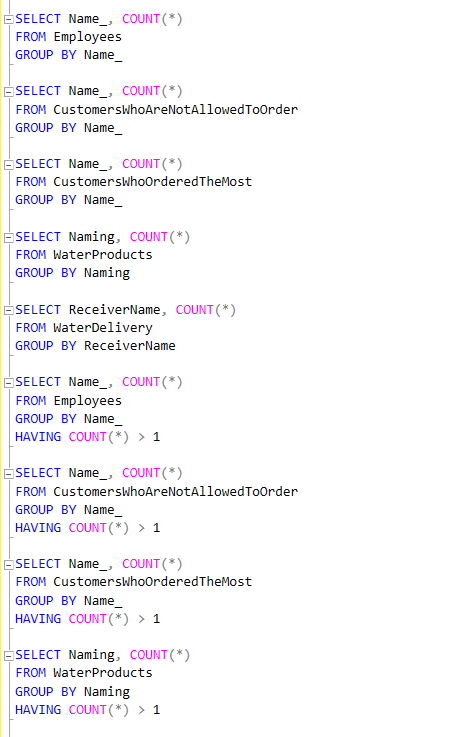 SELECT Name_, COUNT(*)
FROM Employees
GROUP BY Name_
SELECT Name_, COUNT(*)
FROM CustomersWhoAreNotAllowedToOrder
GROUP BY Name_
SELECT Name_, COUNT(*)
FROM CustomersWhoOrderedTheMost
GROUP BY Name_
SELECT Naming, COUNT(*)
FROM WaterProducts
GROUP BY Naming
SELECT ReceiverName, COUNT(*)
FROM WaterDelivery
GROUP BY ReceiverName
SELECT Name_, COUNT(*)
FROM Employees
GROUP BY Name_
HAVING COUNT(*) > 1
SELECT Name_, COUNT(*)
FROM CustomersWhoAreNotAllowedToOrder
GROUP BY Name_
HAVING COUNT(*) > 1
SELECT Name_, COUNT(*)
FROM CustomersWhoOrderedTheMost
GROUP BY Name_
HAVING COUNT(*) > 1
SELECT Naming, COUNT(*)
FROM WaterProducts
GROUP BY Naming
HAVING COUNT(*) > 1